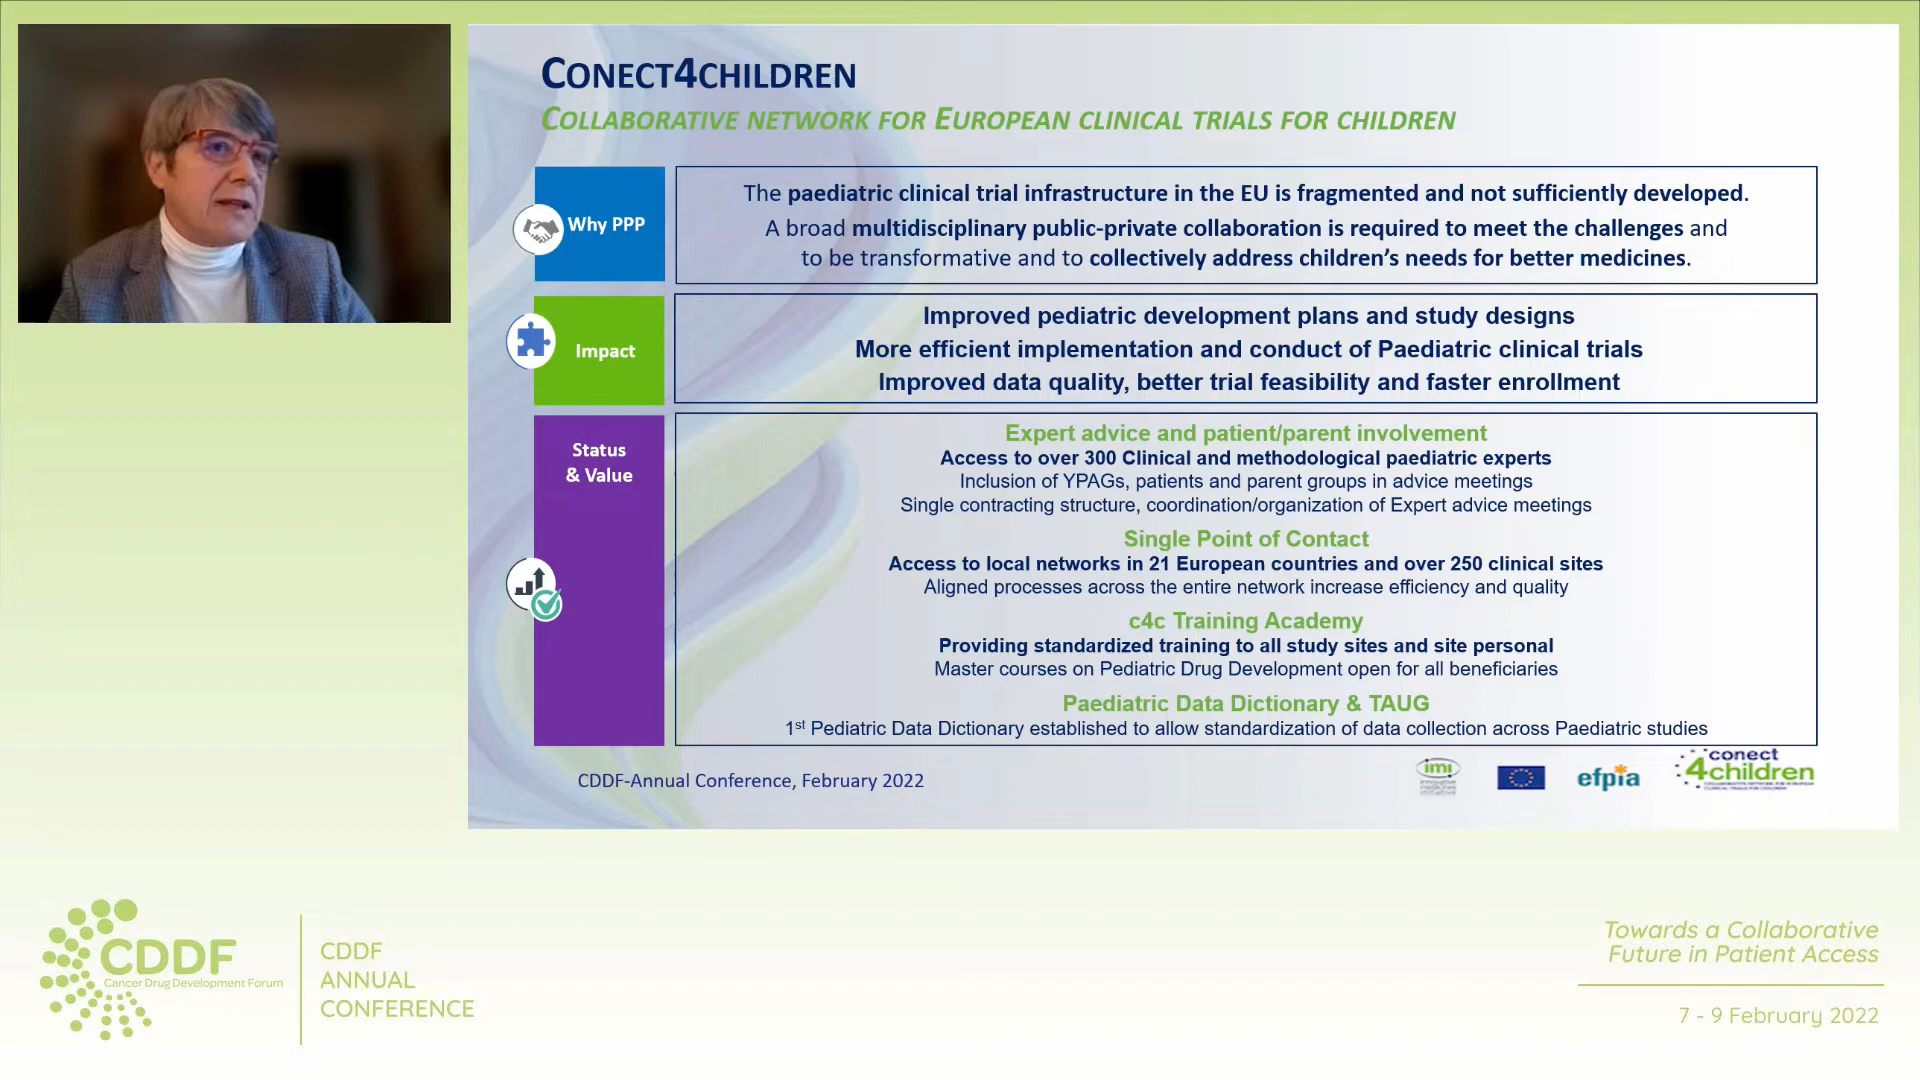 CONECT4CHILDREN
COLLABORATIVE NETWORK FOR EUROPEAN CLINICAL TRIALS FOR CHILDREN
Why PPP
The paediatric clinical trial infrastructure in the EU is fragmented and not sufficiently developed.
A broad multidisciplinary public-private collaboration is required to meet the challenges and
to be transformative and to collectively address children's needs for better medicines.
Impact
Improved pediatric development plans and study designs
More efficient implementation and conduct of Paediatric clinical trials
Improved data quality, better trial feasibility and faster enrollment
Status
& Value
Expert advice and patient/parent involvement
Access to over 300 Clinical and methodological paediatric experts
Inclusion of YPAGs, patients and parent groups in advice meetings
Single contracting structure, coordination/organization of Expert advice meetings
Single Point of Contact
Access to local networks in 21 European countries and over 250 clinical sites
Aligned processes across the entire network increase efficiency and quality
c4c Training Academy
Providing standardized training to all study sites and site personal
Master courses on Pediatric Drug Development open for all beneficiaries
Paediatric Data Dictionary & TAUG
1st Pediatric Data Dictionary established to allow standardization of data collection across Paediatric studies
CDDF-Annual Conference, February 2022
imi
efpia
conect
4children
CDDF
Cancer Drug Development Forum
CDDF
ANNUAL
CONFERENCE
Towards a Collaborative
Future in Patient Access
7 - 9 February 2022